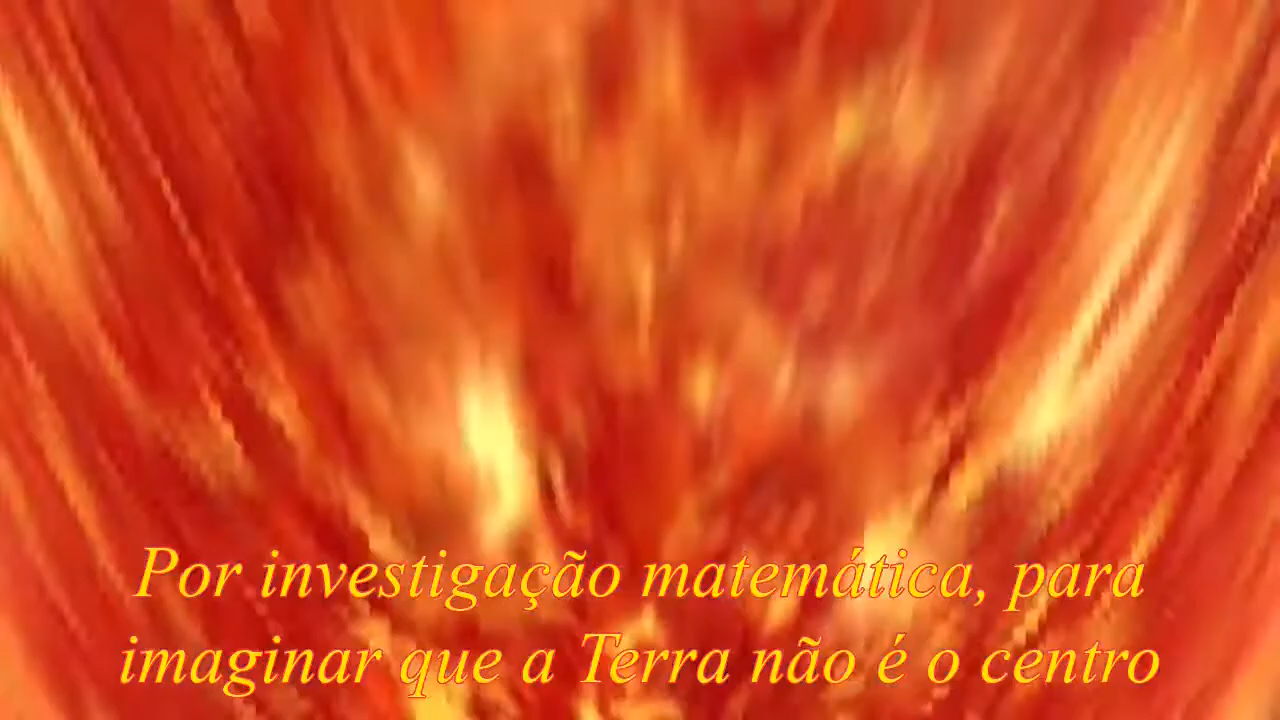 Por investigação matemática, para
imaginar que a Terra não é o centro